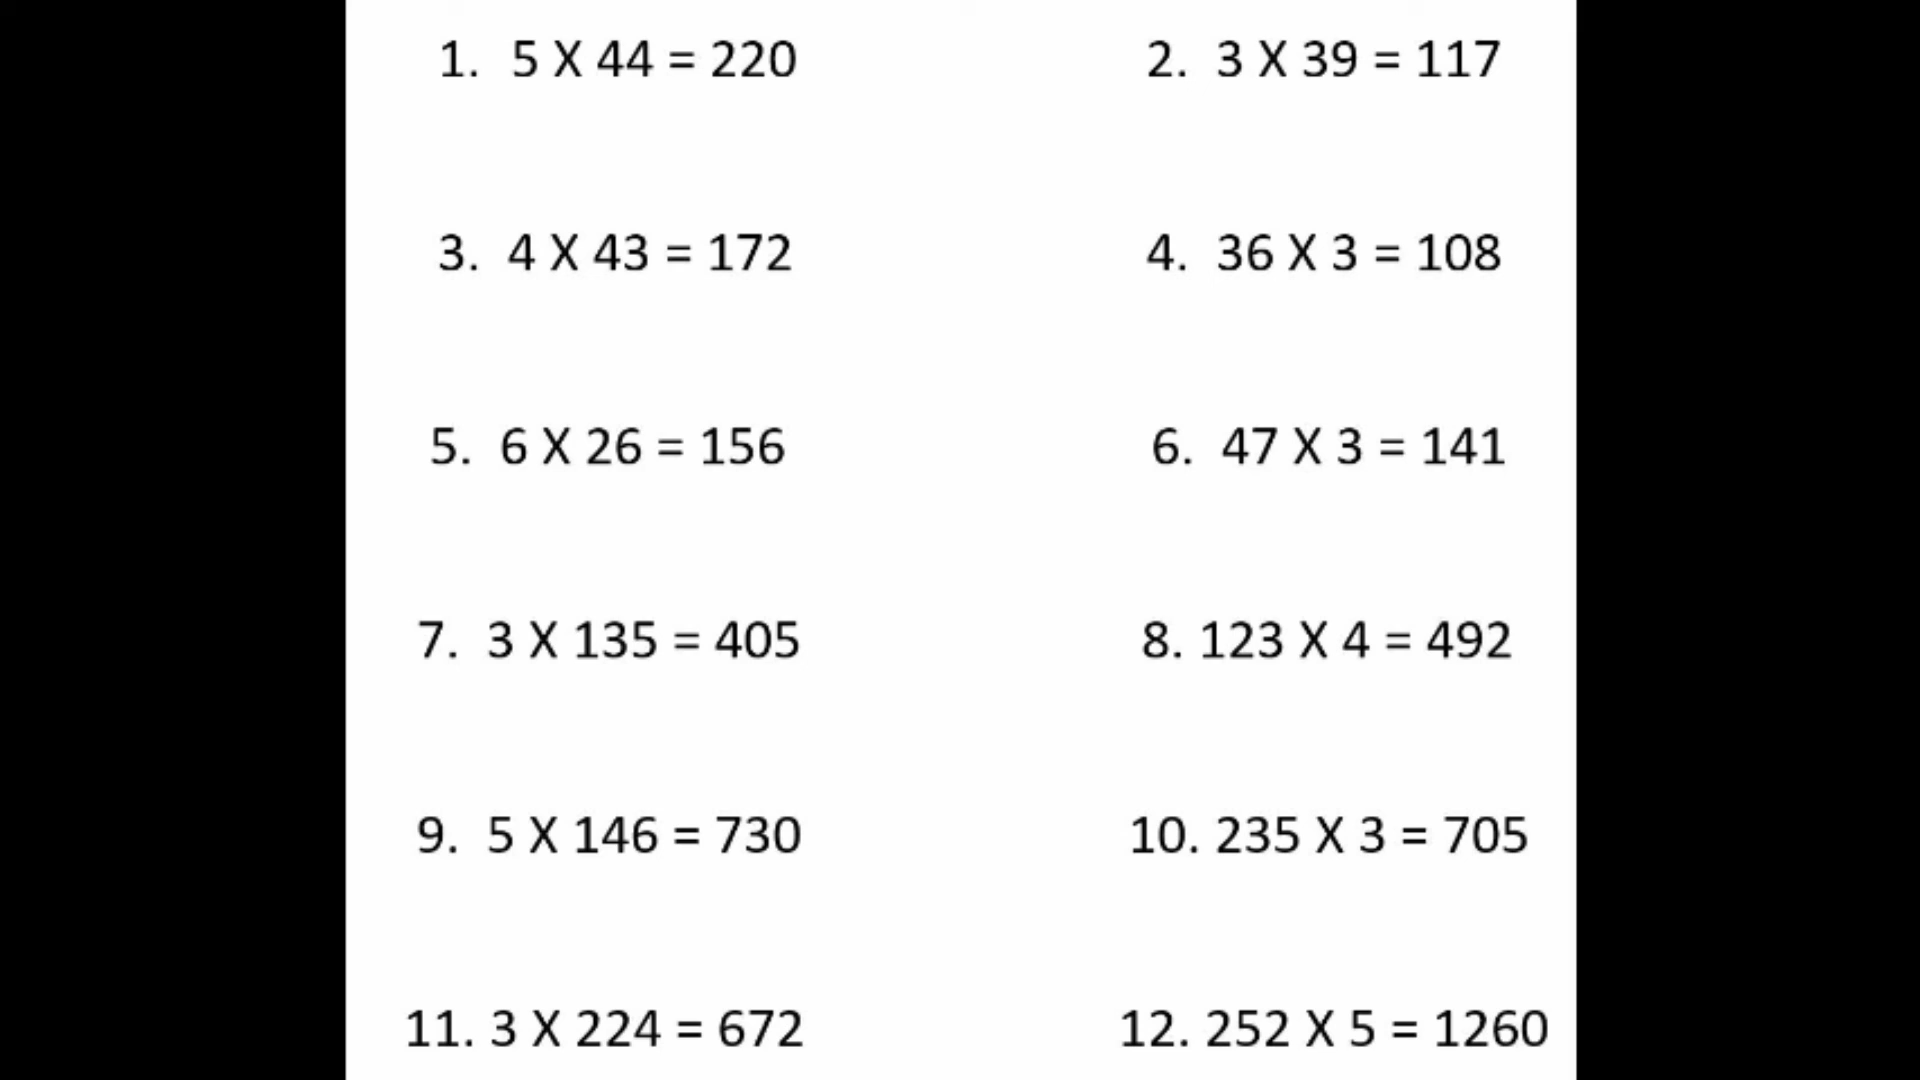 1. 5 X 44 = 220
2. 3 X 39 = 117
3. 4 X 43 = 172
4. 36 X 3 = 108
5. 6 X 26 = 156
6. 47 X 3 = 141
7. 3 X 135 = 405
8. 123 X 4 = 492
9. 5 X 146 = 730
10. 235 X 3 = 705
11. 3 X 224 = 672
12. 252 X 5 = 1260